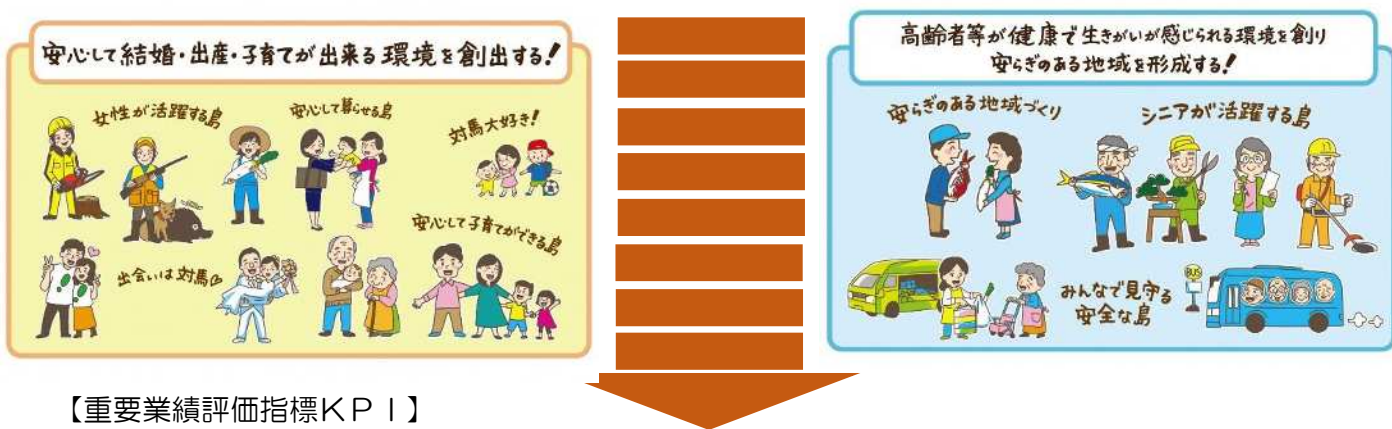 安心して結婚・出産・子育てが出来る環境を創出する!
女性が活躍する島
安心して暮らせる島
対馬大好き!
安心して子育てができる島
出会いは対馬
高齢者等が健康で生きがいが感じられる環境を創り
安らぎのある地域を形成する!
安らぎのある地域づくり
シニアが活躍する島
みんなで見守る
安全な島
BUS
【重要業績評価指標KPI】